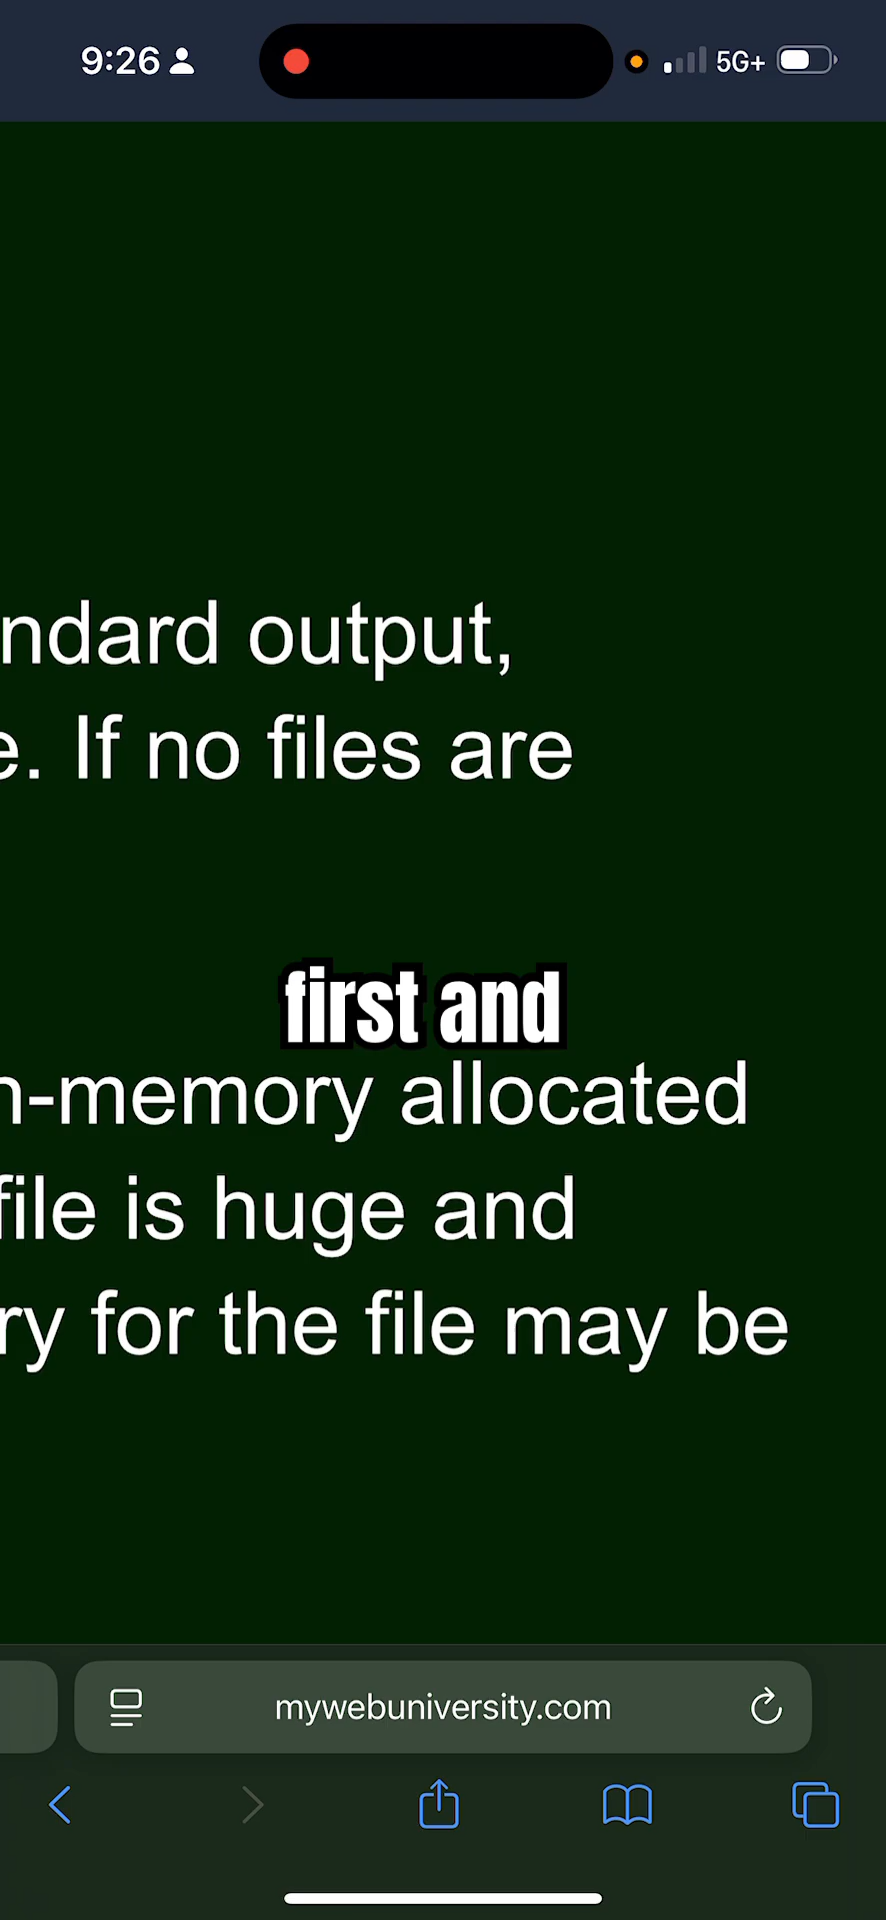 9:26
5G+
ndard output,
e. If no files are
first and
n-memory allocated
file is huge and
ry for the file may be
mywebuniversity.com